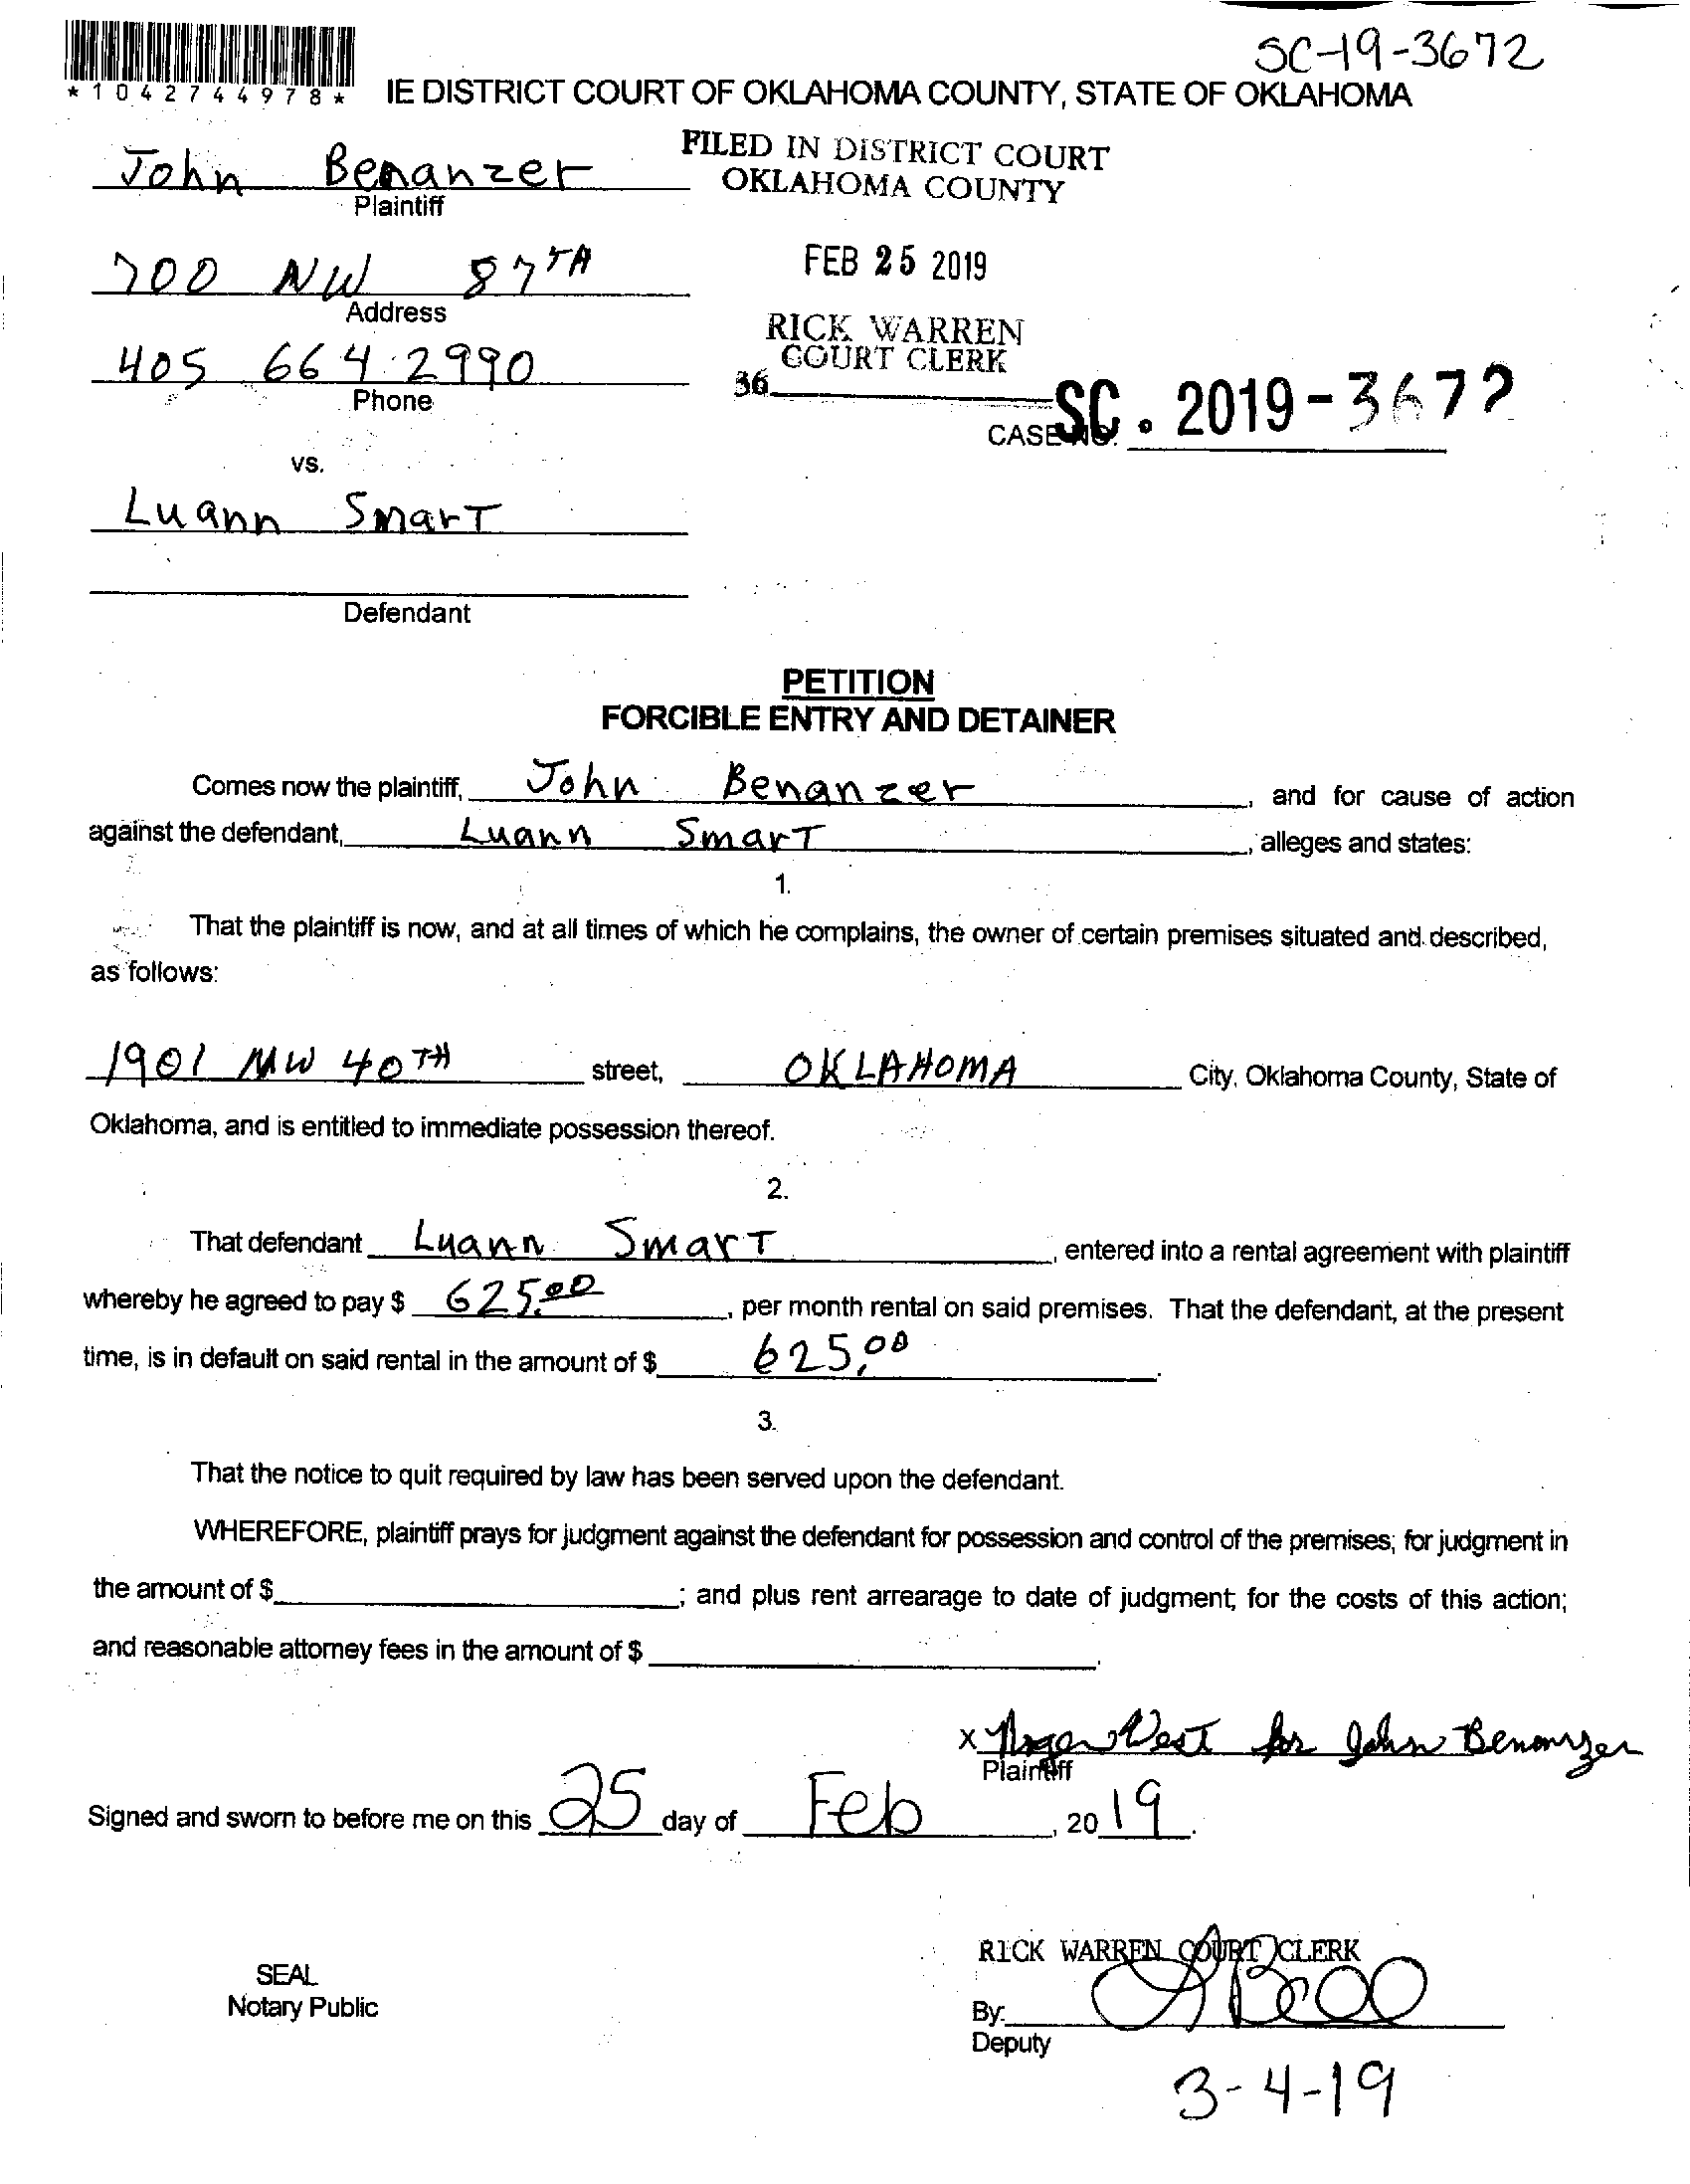 SC-19-3672
*1042744978*
IE DISTRICT COURT OF OKLAHOMA COUNTY, STATE OF OKLAHOMA
John Benanzer
Plaintiff
FILED IN DISTRICT COURT
OKLAHOMA COUNTY
700 NW 87TH
Address
FEB 25 2019
405 664 2990
Phone
RICK WARREN
COURT CLERK
36
CASE NO. SC. 2019-3672
vs.
Luann Smart
Defendant
PETITION
FORCIBLE ENTRY AND DETAINER
Comes now the plaintiff, John Benanzer, and for cause of action
against the defendant, Luann Smart, alleges and states:
1.
That the plaintiff is now, and at all times of which he complains, the owner of certain premises situated and described,
as follows:
1901 NW 40TH street, OKLAHOMA City, Oklahoma County, State of
Oklahoma, and is entitled to immediate possession thereof.
2.
That defendant Luann Smart, entered into a rental agreement with plaintiff
whereby he agreed to pay $ 625.00, per month rental on said premises. That the defendant, at the present
time, is in default on said rental in the amount of $ 625.00.
3.
That the notice to quit required by law has been served upon the defendant.
WHEREFORE, plaintiff prays for judgment against the defendant for possession and control of the premises; for judgment in
the amount of $ ; and plus rent arrearage to date of judgment; for the costs of this action;
and reasonable attorney fees in the amount of $ .
x West for John Benanzer
Plaintiff
Signed and sworn to before me on this 25 day of Feb, 2019.
RICK WARREN COURT CLERK
SEAL
Notary Public
By:
Deputy
3-4-19